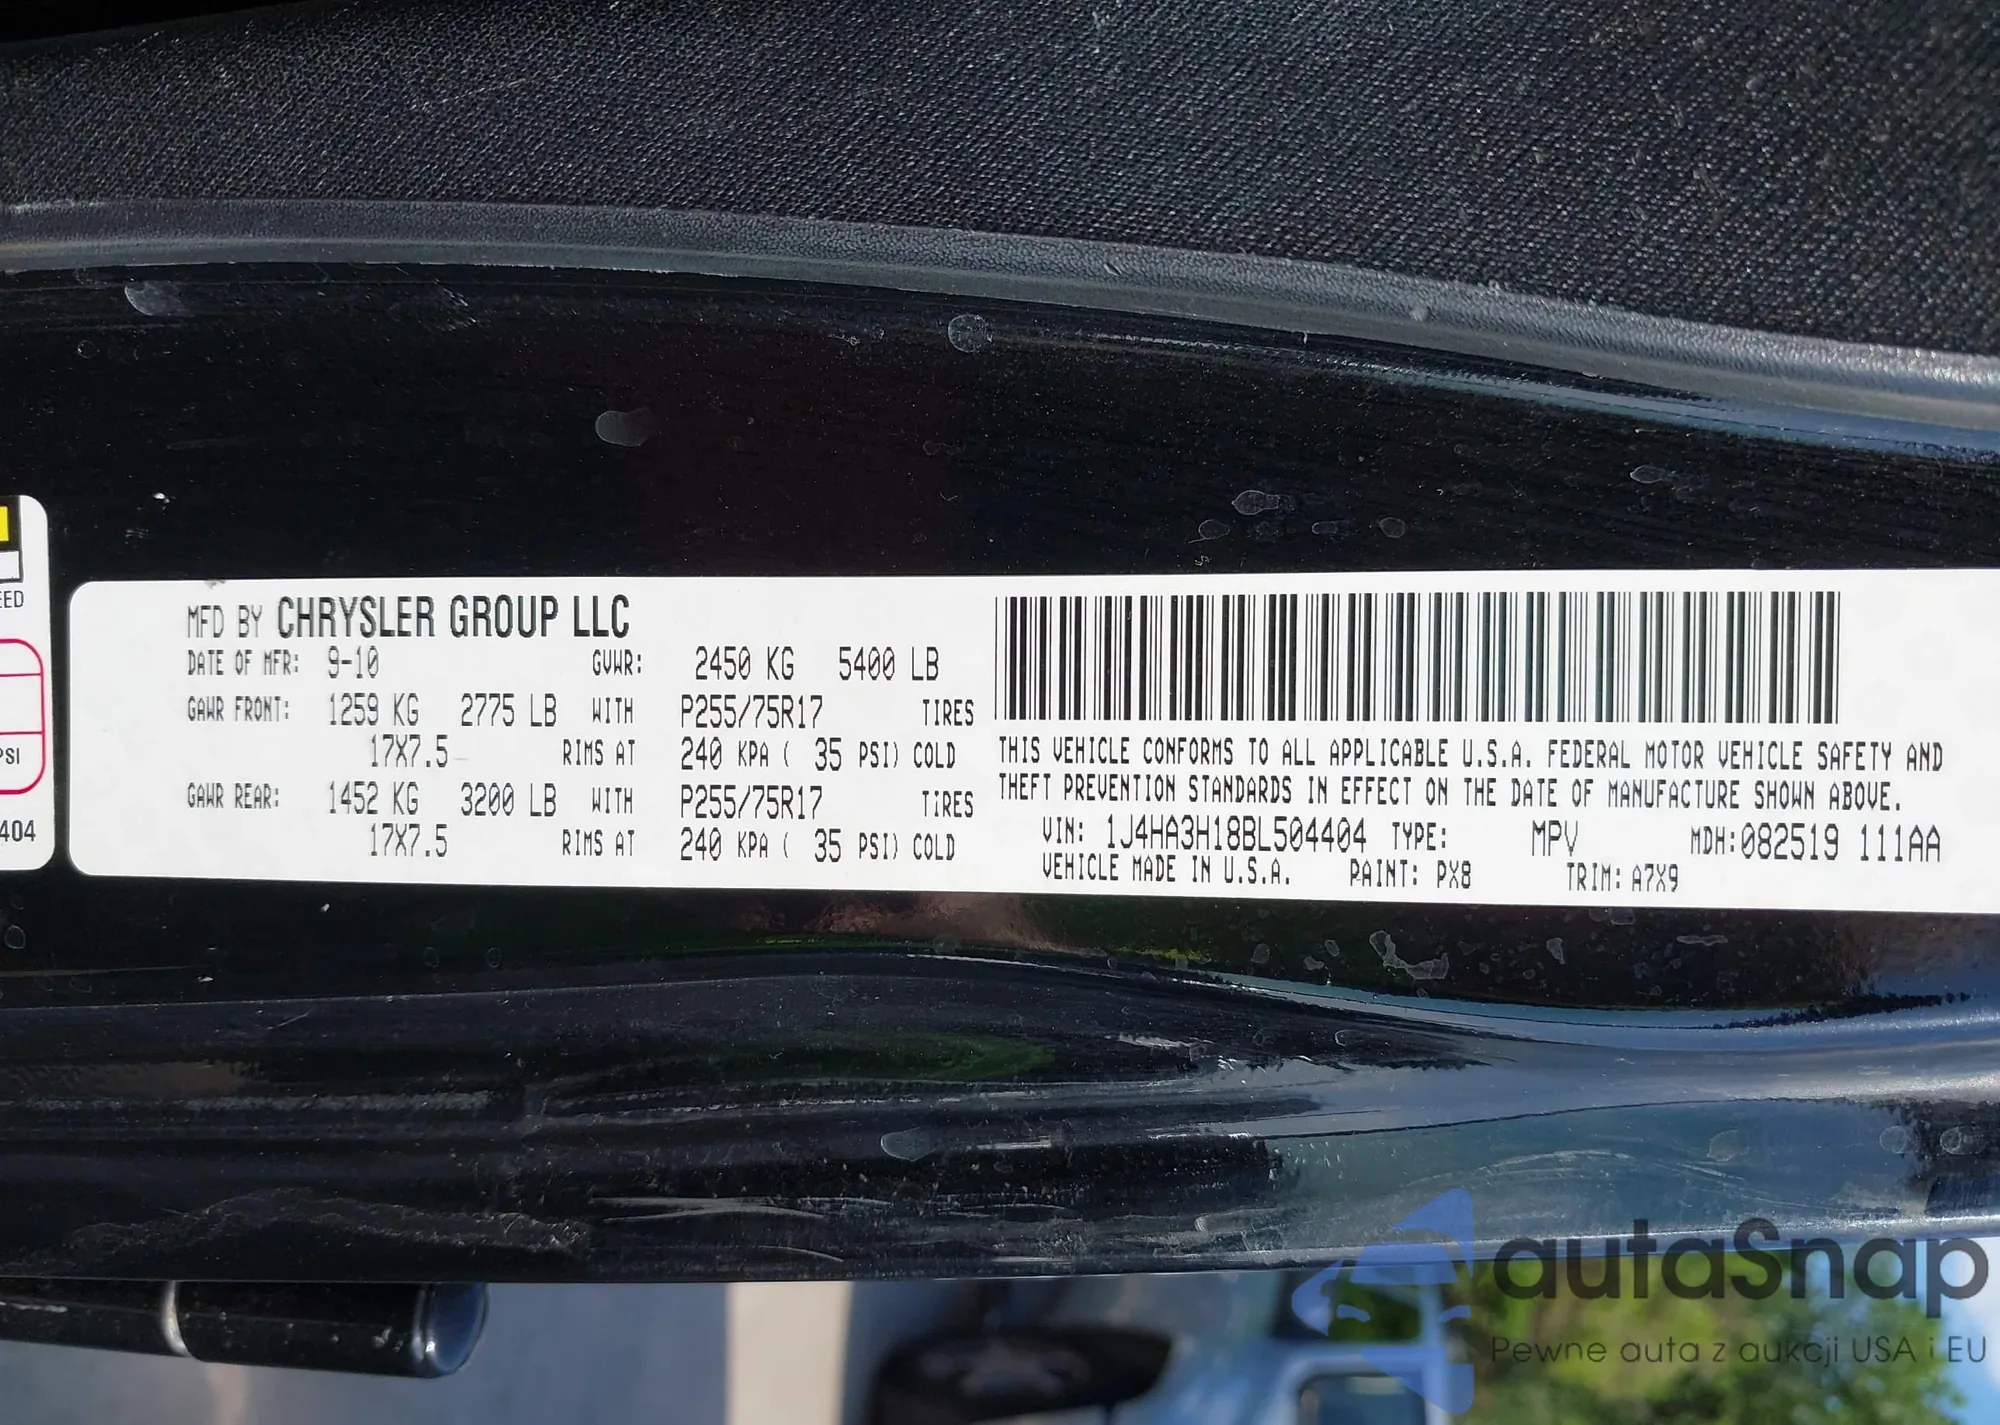 EED
PSI
404
MFD BY CHRYSLER GROUP LLC
DATE OF MFR: 9-10 GVWR: 2450 KG 5400 LB
GAWR FRONT: 1259 KG 2775 LB WITH P255/75R17 TIRES
17X7.5 RIMS AT 240 KPA ( 35 PSI) COLD
GAWR REAR: 1452 KG 3200 LB WITH P255/75R17 TIRES
17X7.5 RIMS AT 240 KPA ( 35 PSI) COLD
THIS VEHICLE CONFORMS TO ALL APPLICABLE U.S.A. FEDERAL MOTOR VEHICLE SAFETY AND
THEFT PREVENTION STANDARDS IN EFFECT ON THE DATE OF MANUFACTURE SHOWN ABOVE.
VIN: 1J4HA3H18BL504404 TYPE: MPV MDH:082519 111AA
VEHICLE MADE IN U.S.A. PAINT: PX8 TRIM: A7X9
autaSnap
Pewne auta z aukcji USA i EU